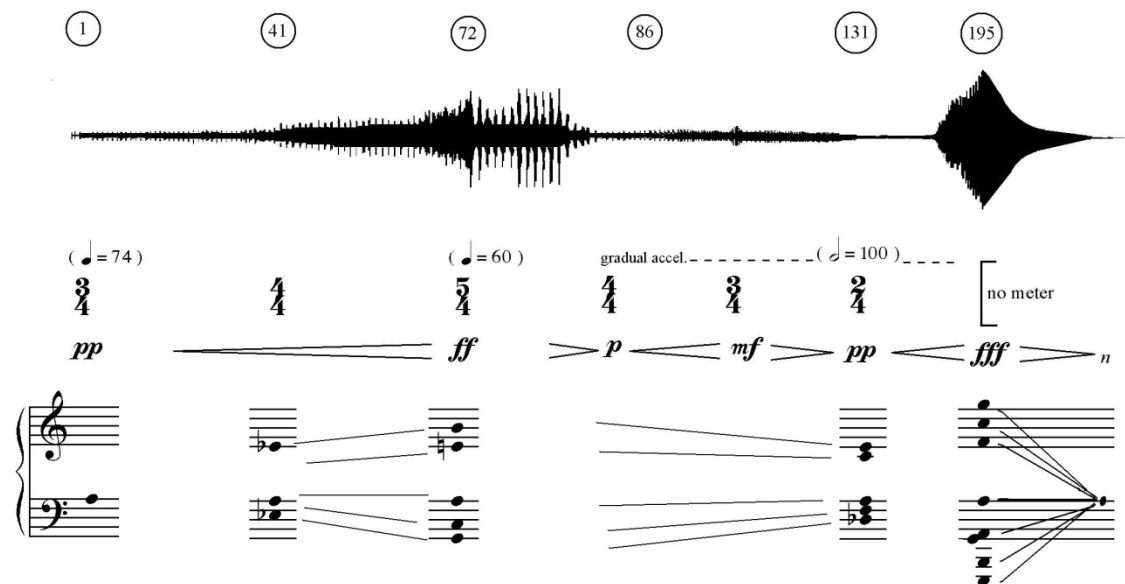 1 41 72 86 131 195
( ♩ = 74 ) ( ♩ = 60 ) gradual accel. ( 𝅗𝅥 = 100 )
3/4 4/4 5/4 4/4 3/4 2/4 no meter
pp ff p mf pp fff n